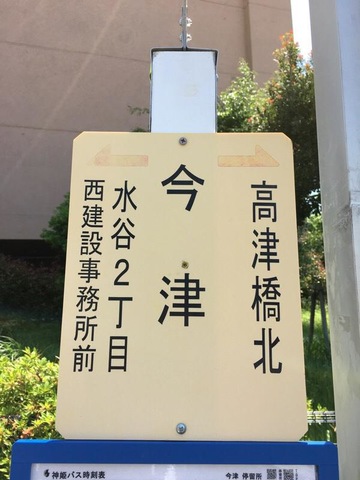 高津橋北
今津
水谷2丁目
西建設事務所前
神姫バス時刻表
今津 停留所